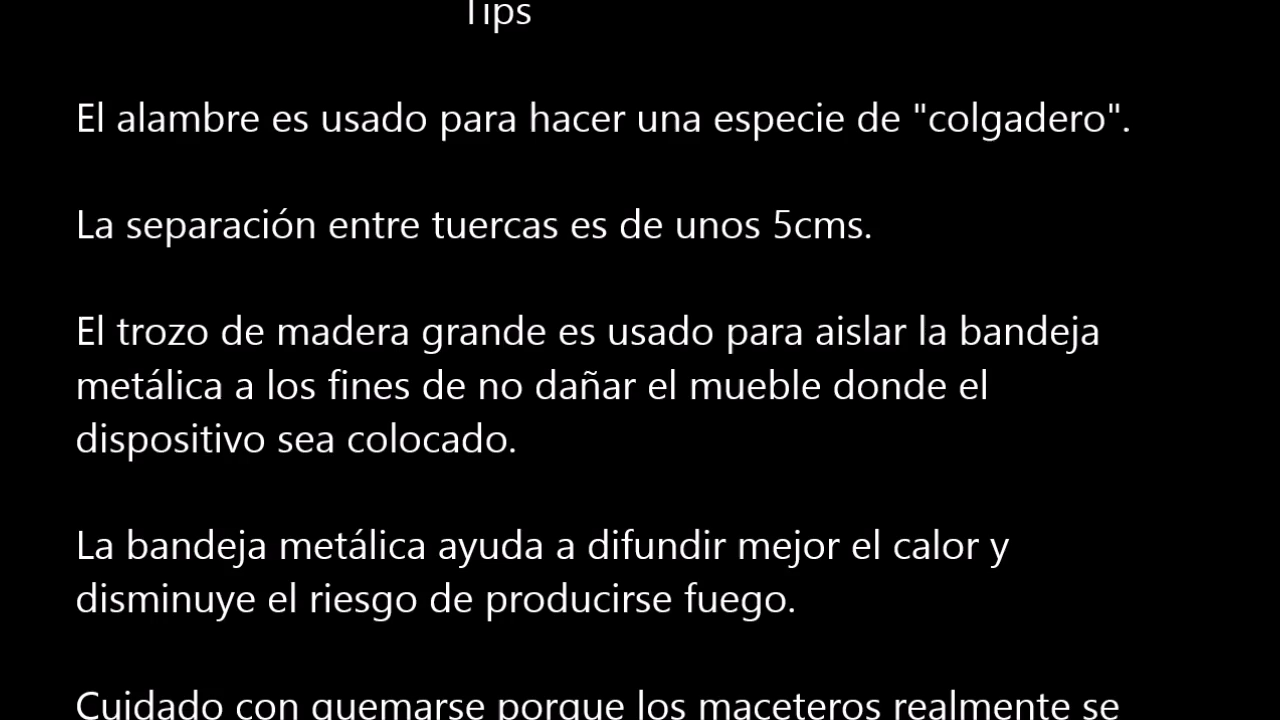 Tips
El alambre es usado para hacer una especie de "colgadero".
La separación entre tuercas es de unos 5cms.
El trozo de madera grande es usado para aislar la bandeja
metálica a los fines de no dañar el mueble donde el
dispositivo sea colocado.
La bandeja metálica ayuda a difundir mejor el calor y
disminuye el riesgo de producirse fuego.
Cuidado con quemarse porque los maceteros realmente se